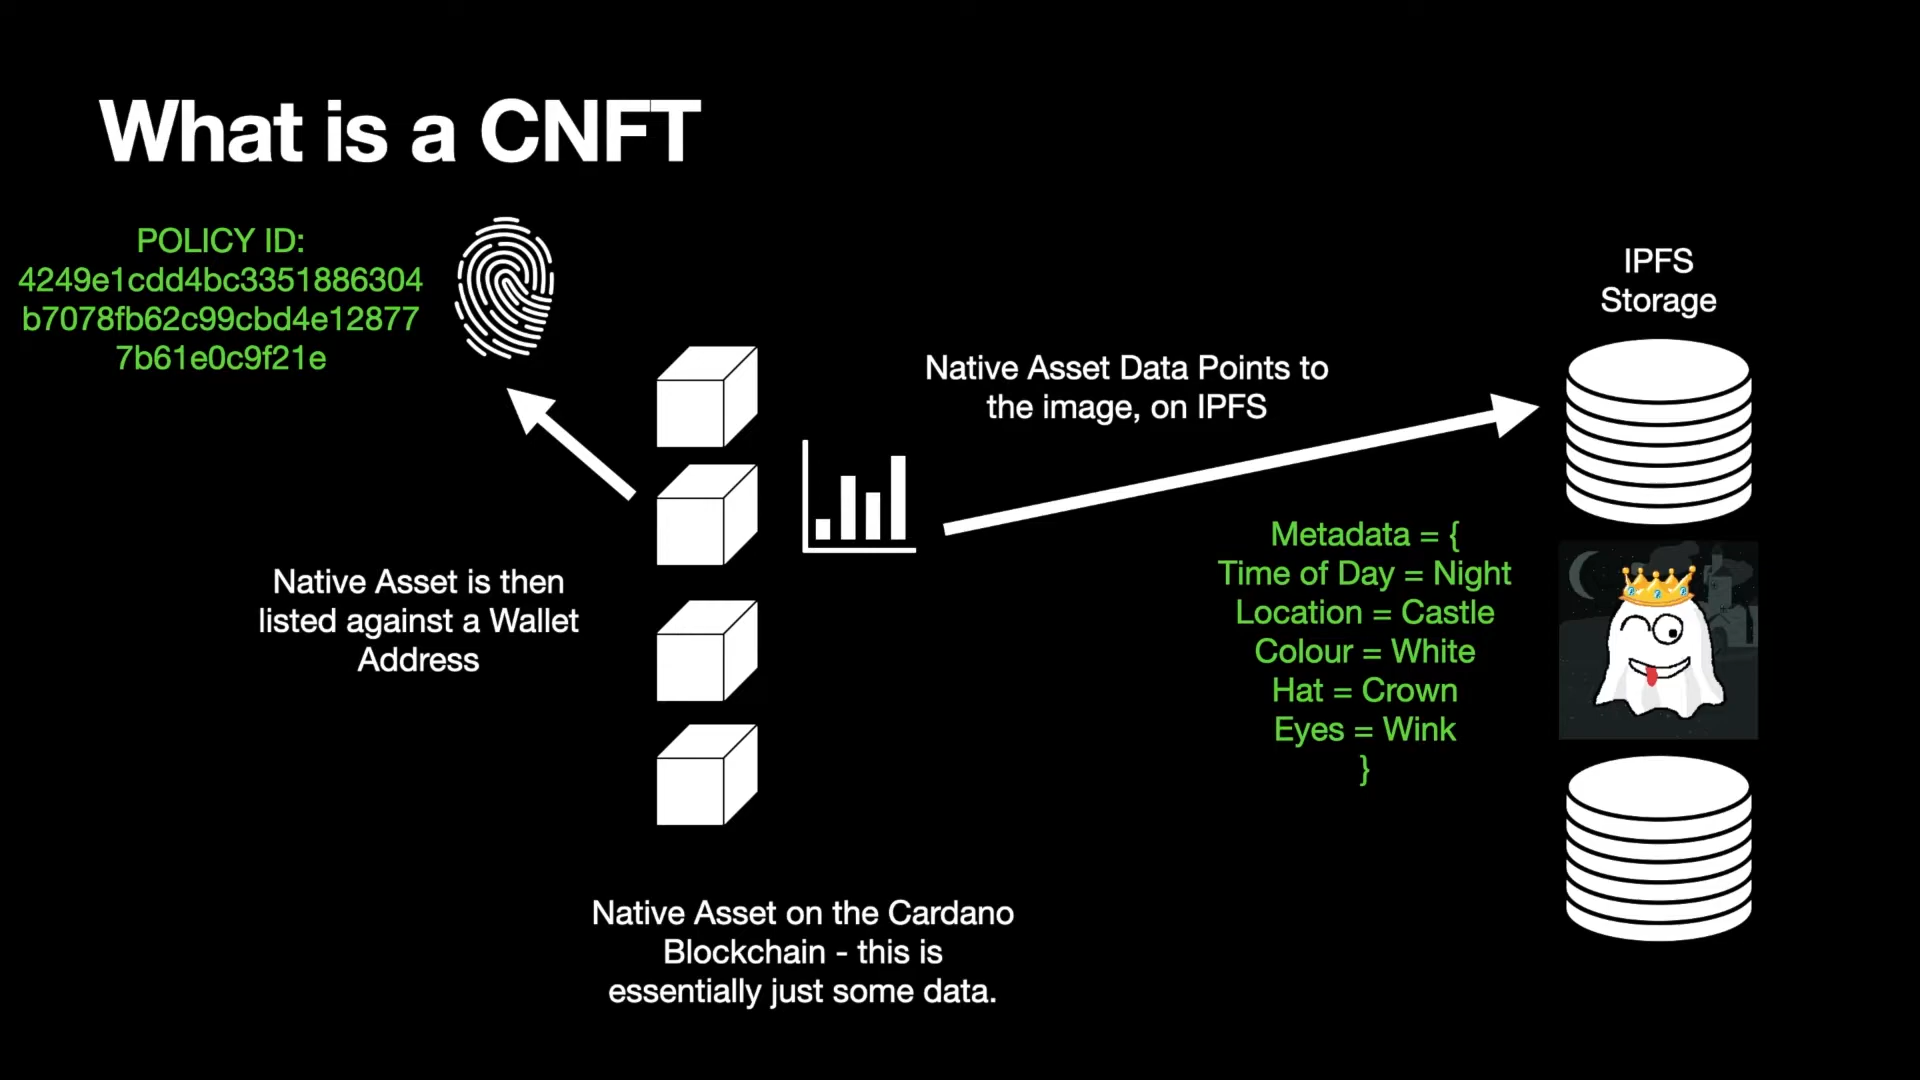 What is a CNFT
POLICY ID:
4249e1cdd4bc3351886304
b7078fb62c99cbd4e12877
7b61e0c9f21e
Native Asset is then
listed against a Wallet
Address
Native Asset on the Cardano
Blockchain - this is
essentially just some data.
Native Asset Data Points to
the image, on IPFS
IPFS
Storage
Metadata = {
Time of Day = Night
Location = Castle
Colour = White
Hat = Crown
Eyes = Wink
}